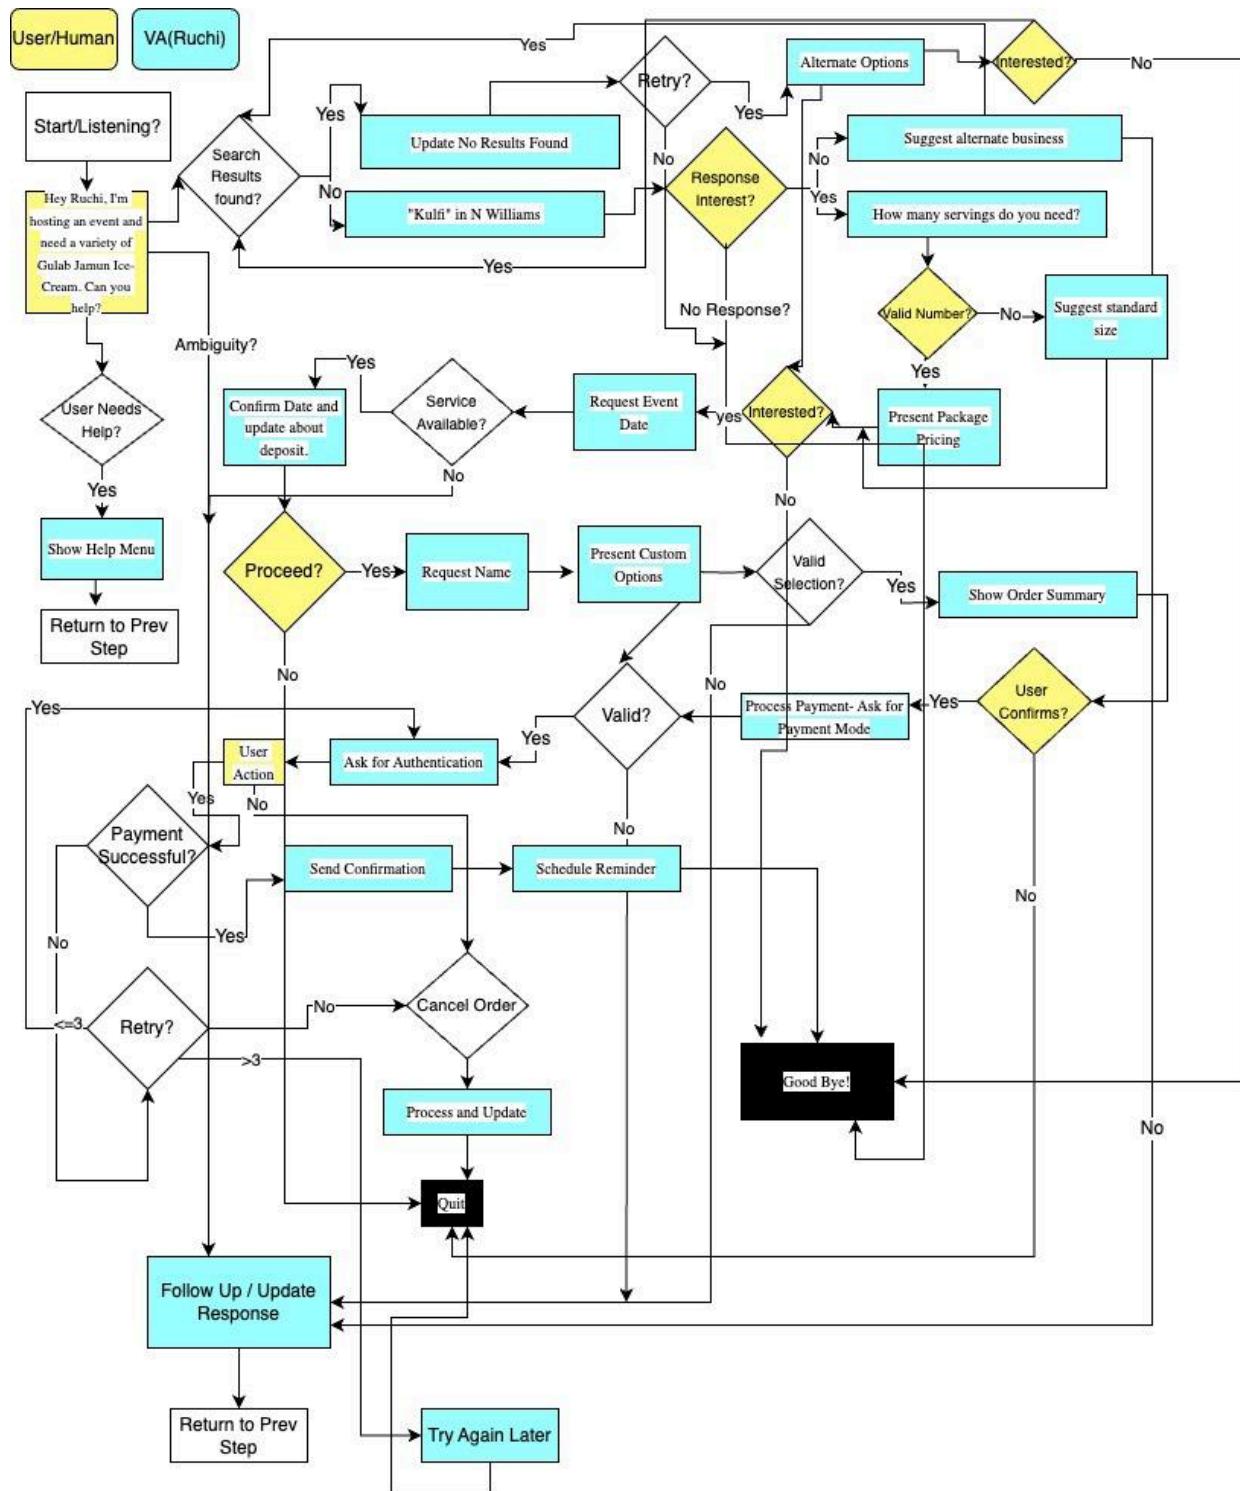 User/Human
VA(Ruchi)
Yes
Retry?
Alternate Options
Interested?
No
Start/Listening?
Search
Results
found?
Yes
Update No Results Found
Yes
Suggest alternate business
No
No
Response
Interest?
No
Yes
"Kulfi" in N Williams
How many servings do you need?
Hey Ruchi, I'm
hosting an event and
need a variety of
Gulab Jamun Ice-
Cream. Can you
help?
Yes
No Response?
Valid Number?
No
Suggest standard
size
Ambiguity?
Yes
Yes
User Needs
Help?
Confirm Date and
update about
deposit.
Service
Available?
Request Event
Date
yes
Interested?
Present Package
Pricing
Yes
No
No
Show Help Menu
Proceed?
Yes
Request Name
Present Custom
Options
Valid
Selection?
Yes
Show Order Summary
Return to Prev
Step
No
No
User
Confirms?
Yes
Valid?
Process Payment- Ask for
Payment Mode
Yes
Yes
User
Action
Ask for Authentication
Yes
No
Payment
Successful?
No
Send Confirmation
Schedule Reminder
No
No
Yes
Retry?
<=3
No
Cancel Order
>3
Good Bye!
Process and Update
No
Quit
Follow Up / Update
Response
Return to Prev
Step
Try Again Later